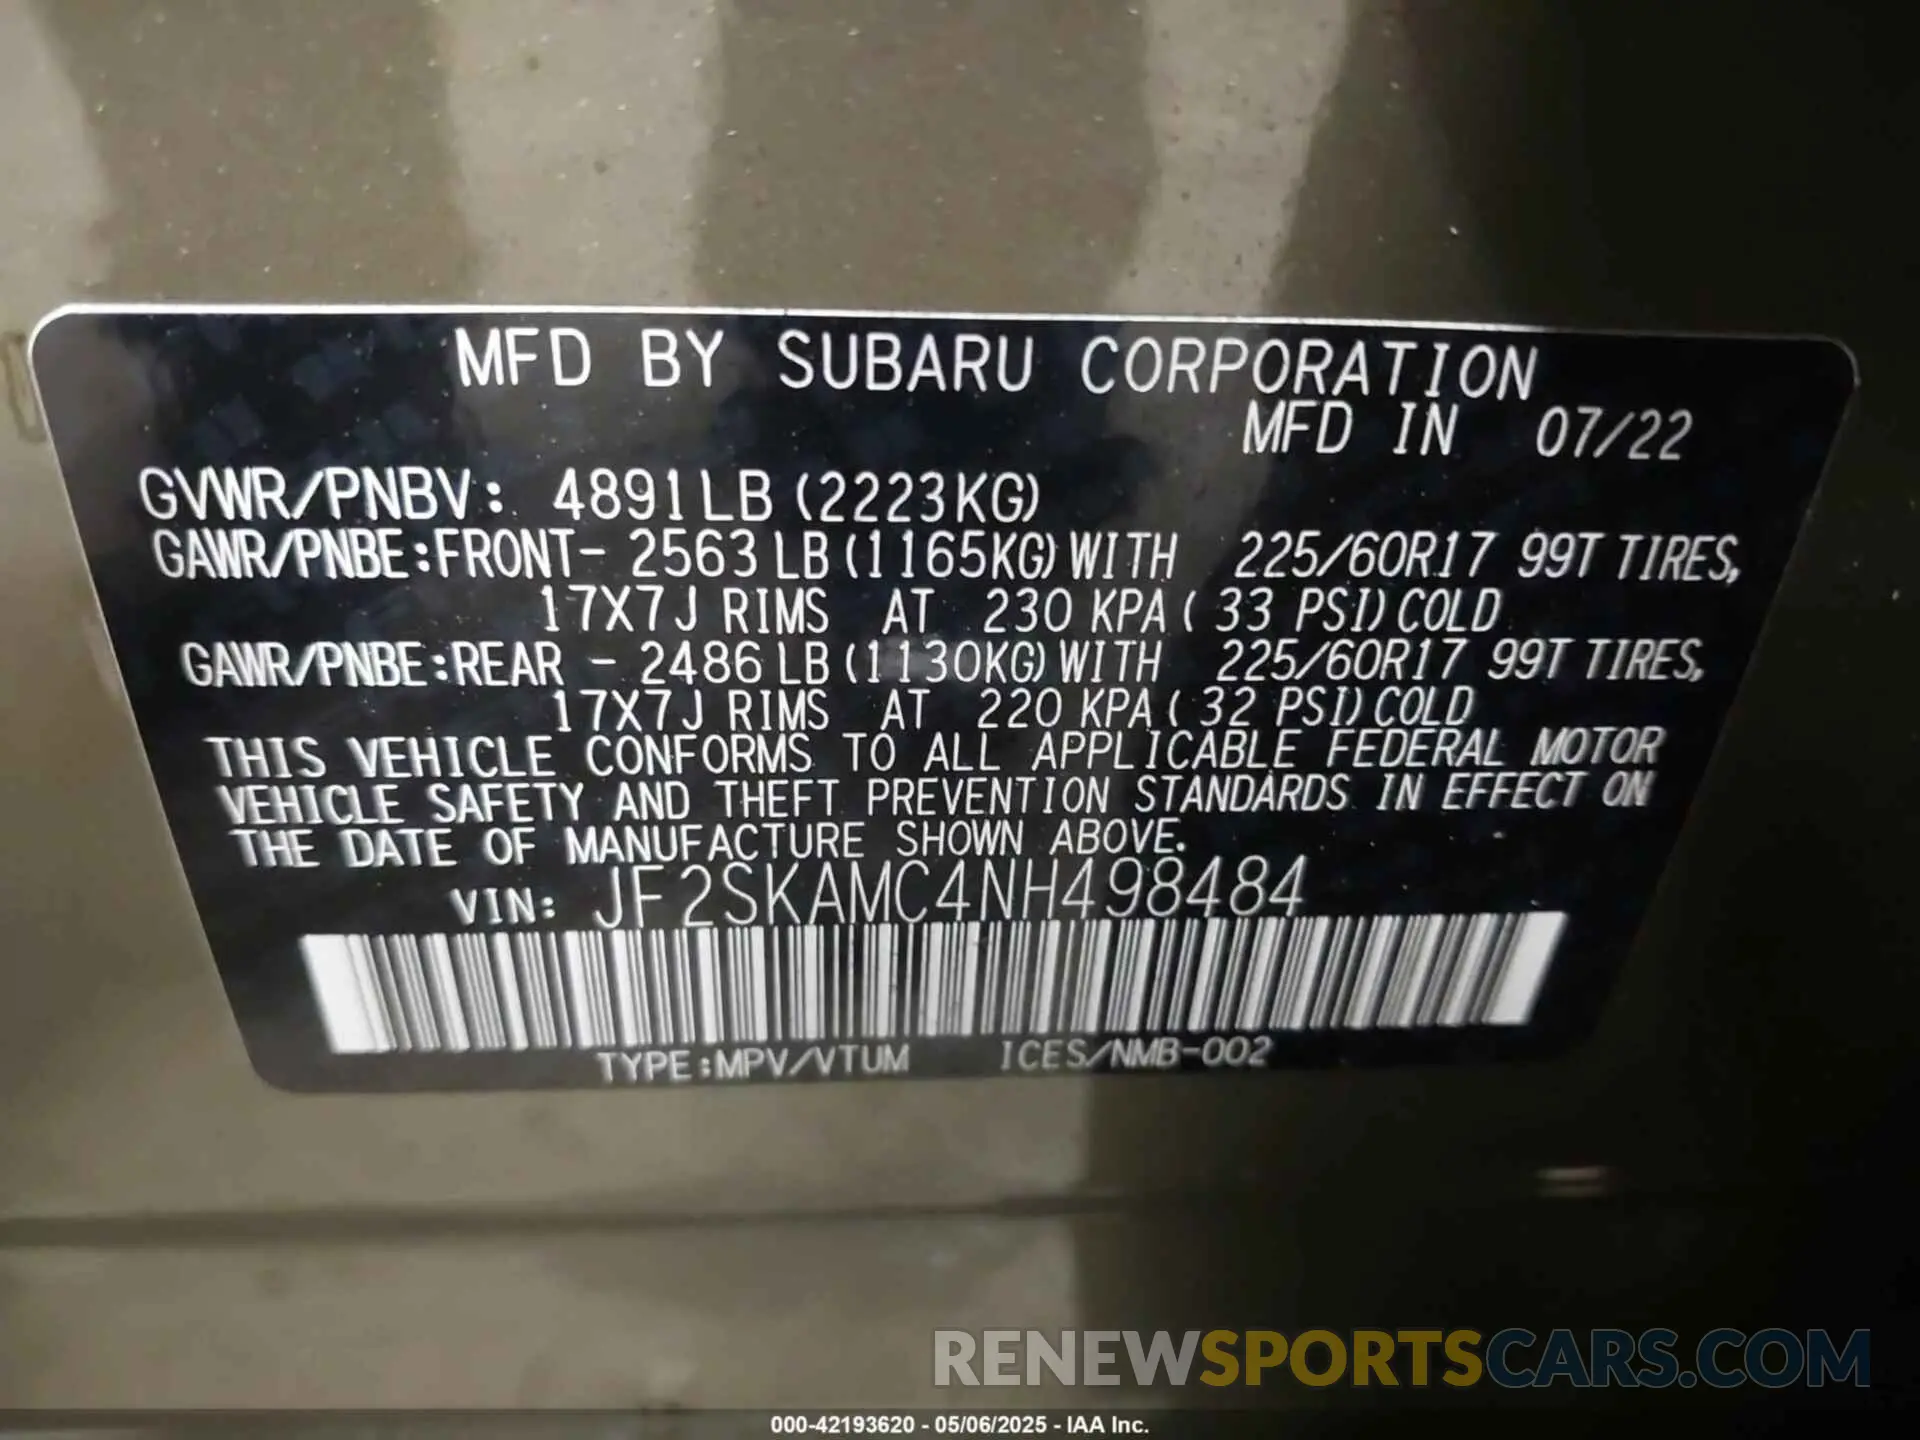 MFD BY SUBARU CORPORATION
MFD IN 07/22
GVWR/PNBV: 4891LB (2223KG)
GAWR/PNBE:FRONT- 2563 LB (1165KG) WITH 225/60R17 99T TIRES,
17X7J RIMS AT 230 KPA ( 33 PSI) COLD
GAWR/PNBE:REAR - 2486 LB (1130KG) WITH 225/60R17 99T TIRES,
17X7J RIMS AT 220 KPA ( 32 PSI) COLD
THIS VEHICLE CONFORMS TO ALL APPLICABLE FEDERAL MOTOR
VEHICLE SAFETY AND THEFT PREVENTION STANDARDS IN EFFECT ON
THE DATE OF MANUFACTURE SHOWN ABOVE.
VIN: JF2SKAMC4NH498484
TYPE:MPV/VTUM ICES/NMB-002
RENEWSPORTSCARS.COM
000-42193620 - 05/06/2025 - IAA Inc.